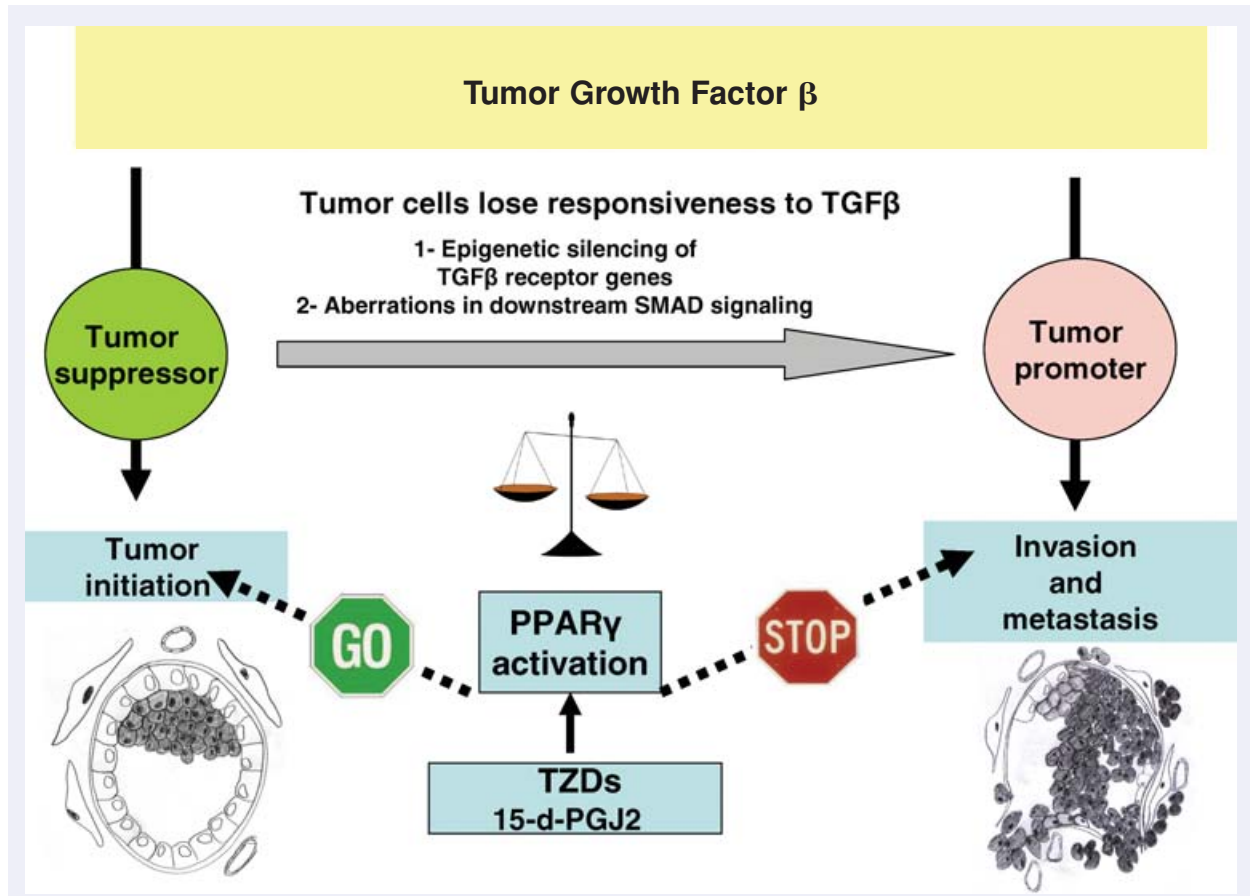 Tumor Growth Factor β
Tumor cells lose responsiveness to TGFβ
1- Epigenetic silencing of
TGFβ receptor genes
2- Aberrations in downstream SMAD signaling
Tumor
suppressor
Tumor
promoter
Tumor
initiation
GO
PPARγ
activation
STOP
Invasion
and
metastasis
TZDs
15-d-PGJ2